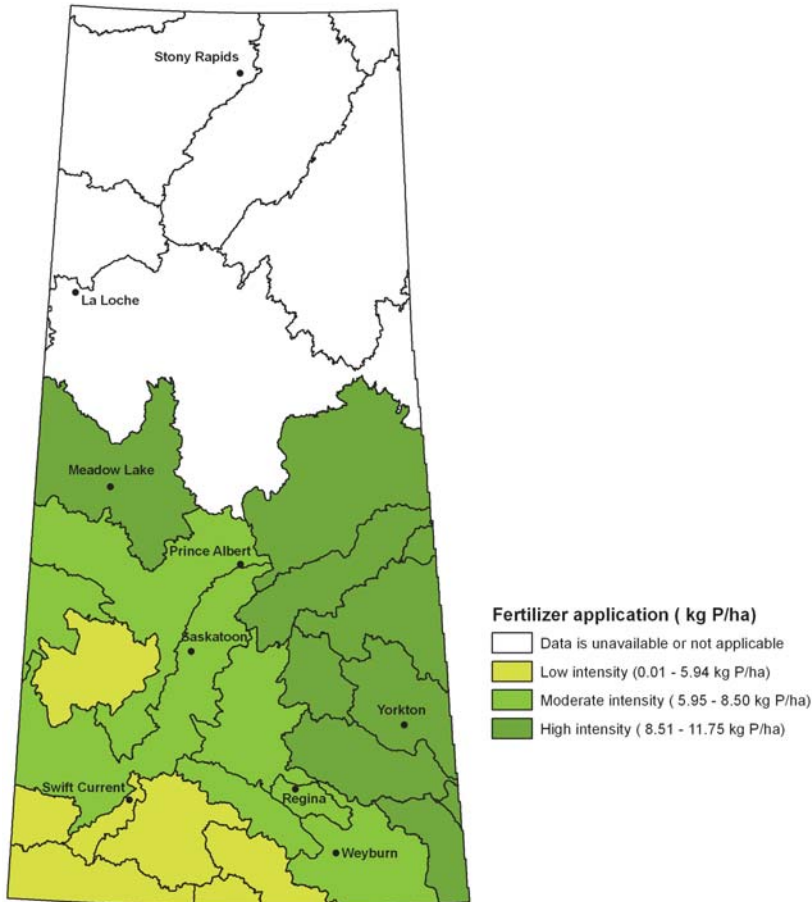 Stony Rapids
La Loche
Meadow Lake
Prince Albert
Saskatoon
Yorkton
Swift Current
Regina
Weyburn
Fertilizer application ( kg P/ha)
Data is unavailable or not applicable
Low intensity (0.01 - 5.94 kg P/ha)
Moderate intensity ( 5.95 - 8.50 kg P/ha)
High intensity ( 8.51 - 11.75 kg P/ha)